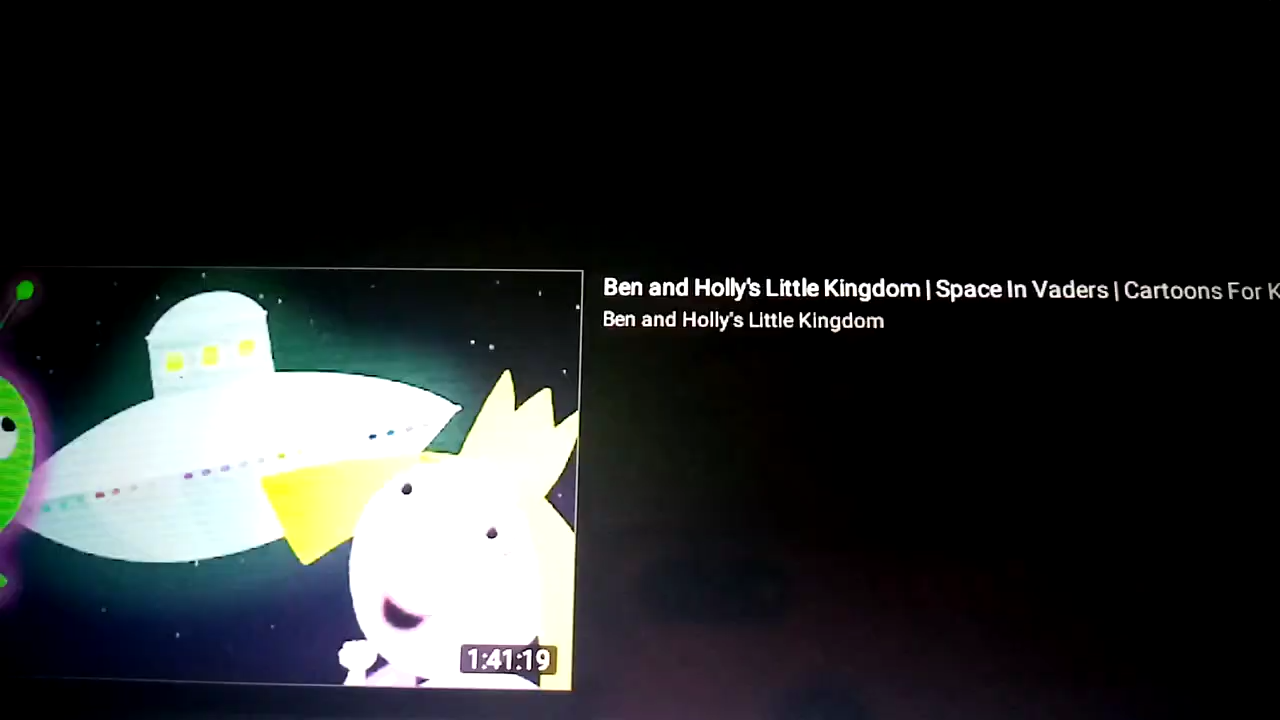 Ben and Holly's Little Kingdom | Space In Vaders | Cartoons For K
Ben and Holly's Little Kingdom
1:41:19